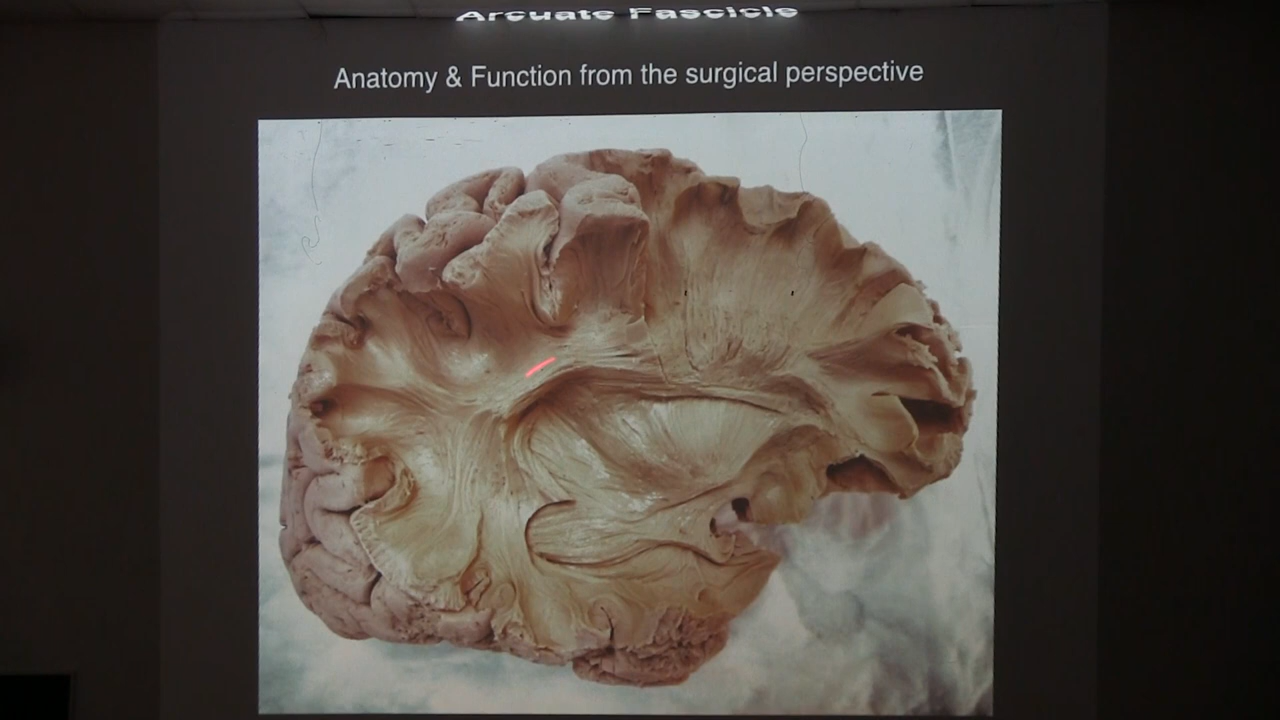 Arcuate Fascicle
Anatomy & Function from the surgical perspective